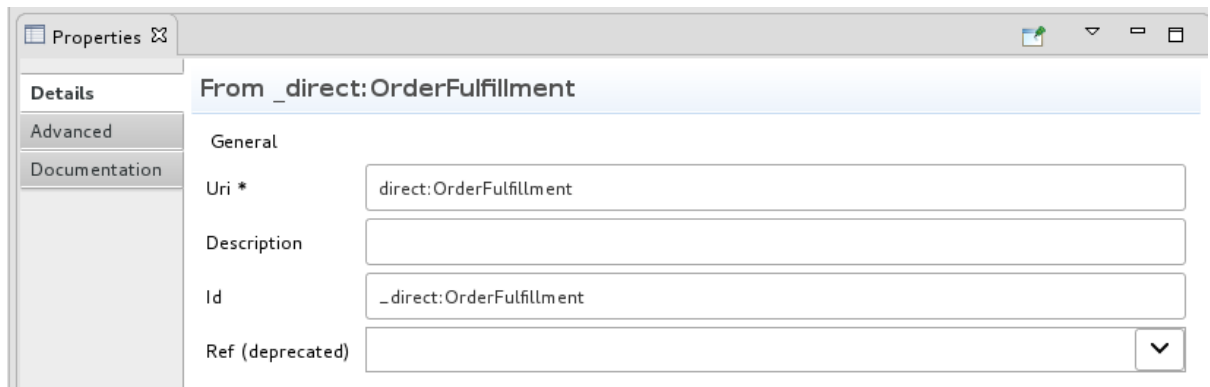 Properties
Details
From _direct:OrderFulfillment
Advanced
General
Documentation
Uri *
direct:OrderFulfillment
Description
Id
_direct:OrderFulfillment
Ref (deprecated)